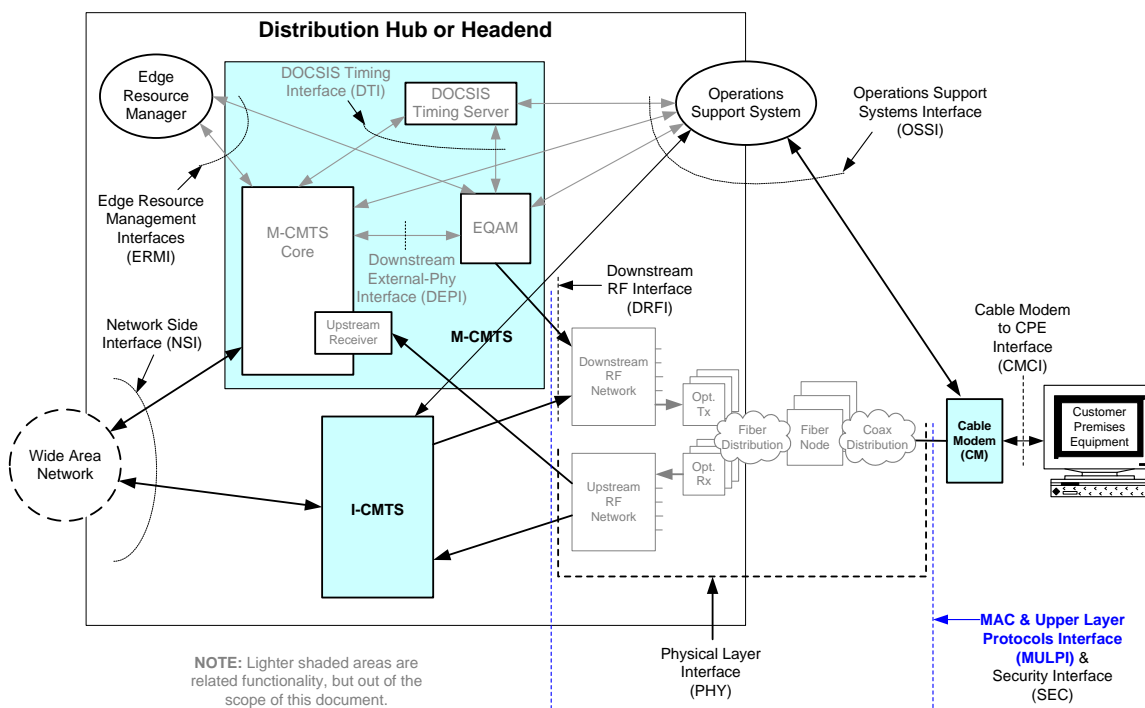 Distribution Hub or Headend
Edge
Resource
Manager
DOCSIS Timing
Interface (DTI)
DOCSIS
Timing Server
Operations
Support System
Operations Support
Systems Interface
(OSSI)
Edge Resource
Management
Interfaces
(ERMI)
M-CMTS
Core
EQAM
Downstream
External-Phy
Interface (DEPI)
Downstream
RF Interface
(DRFI)
Network Side
Interface (NSI)
Upstream
Receiver
M-CMTS
Cable Modem
to CPE
Interface
(CMCI)
Downstream
RF
Network
Opt.
Tx
Fiber
Distribution
Fiber
Node
Coax
Distribution
Cable
Modem
(CM)
Customer
Premises
Equipment
Wide Area
Network
I-CMTS
Upstream
RF
Network
Opt.
Rx
NOTE: Lighter shaded areas are
related functionality, but out of the
scope of this document.
Physical Layer
Interface
(PHY)
MAC & Upper Layer
Protocols Interface
(MULPI) &
Security Interface
(SEC)